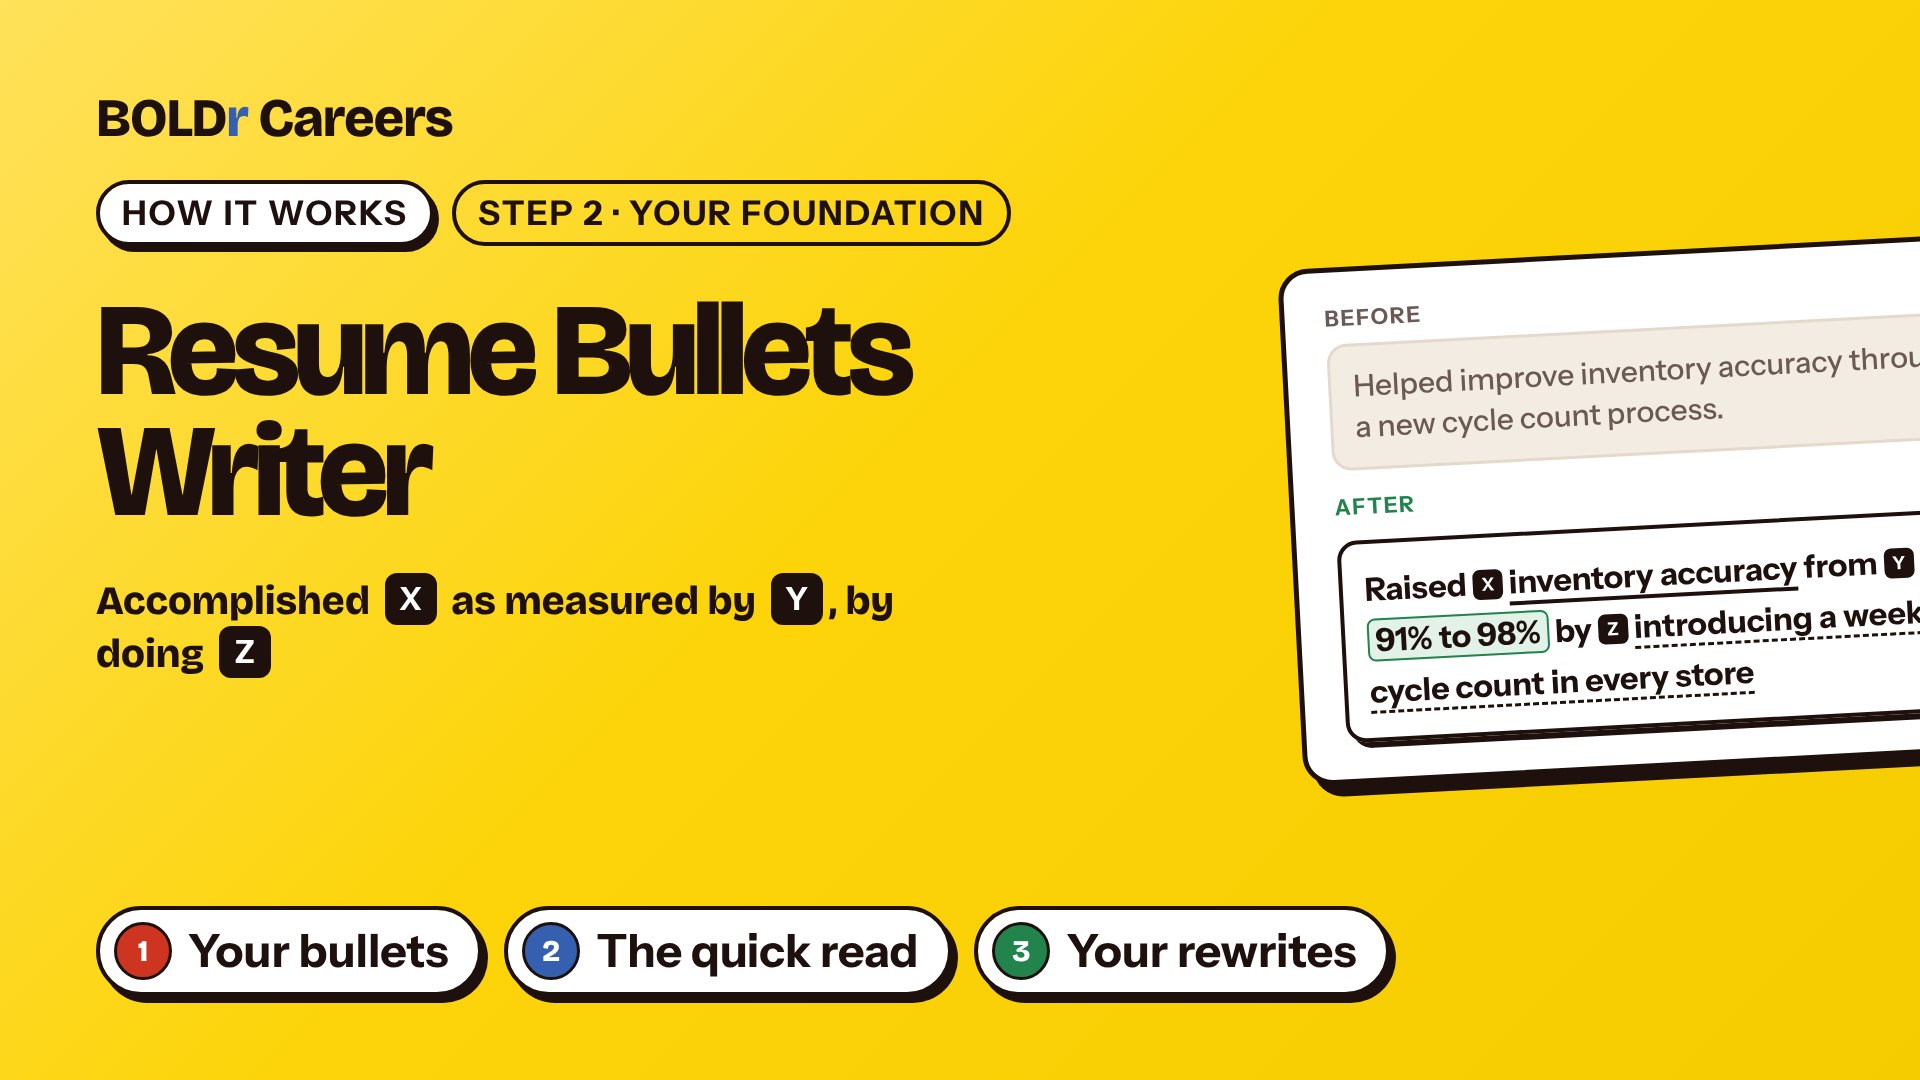 BOLDr Careers
HOW IT WORKS
STEP 2 · YOUR FOUNDATION
Resume Bullets
Writer
Accomplished X as measured by Y, by
doing Z
BEFORE
Helped improve inventory accuracy
a new cycle count process.
AFTER
Raised X inventory accuracy from Y
91% to 98% by Z introducing a
cycle count in every store
1 Your bullets
2 The quick read
3 Your rewrites